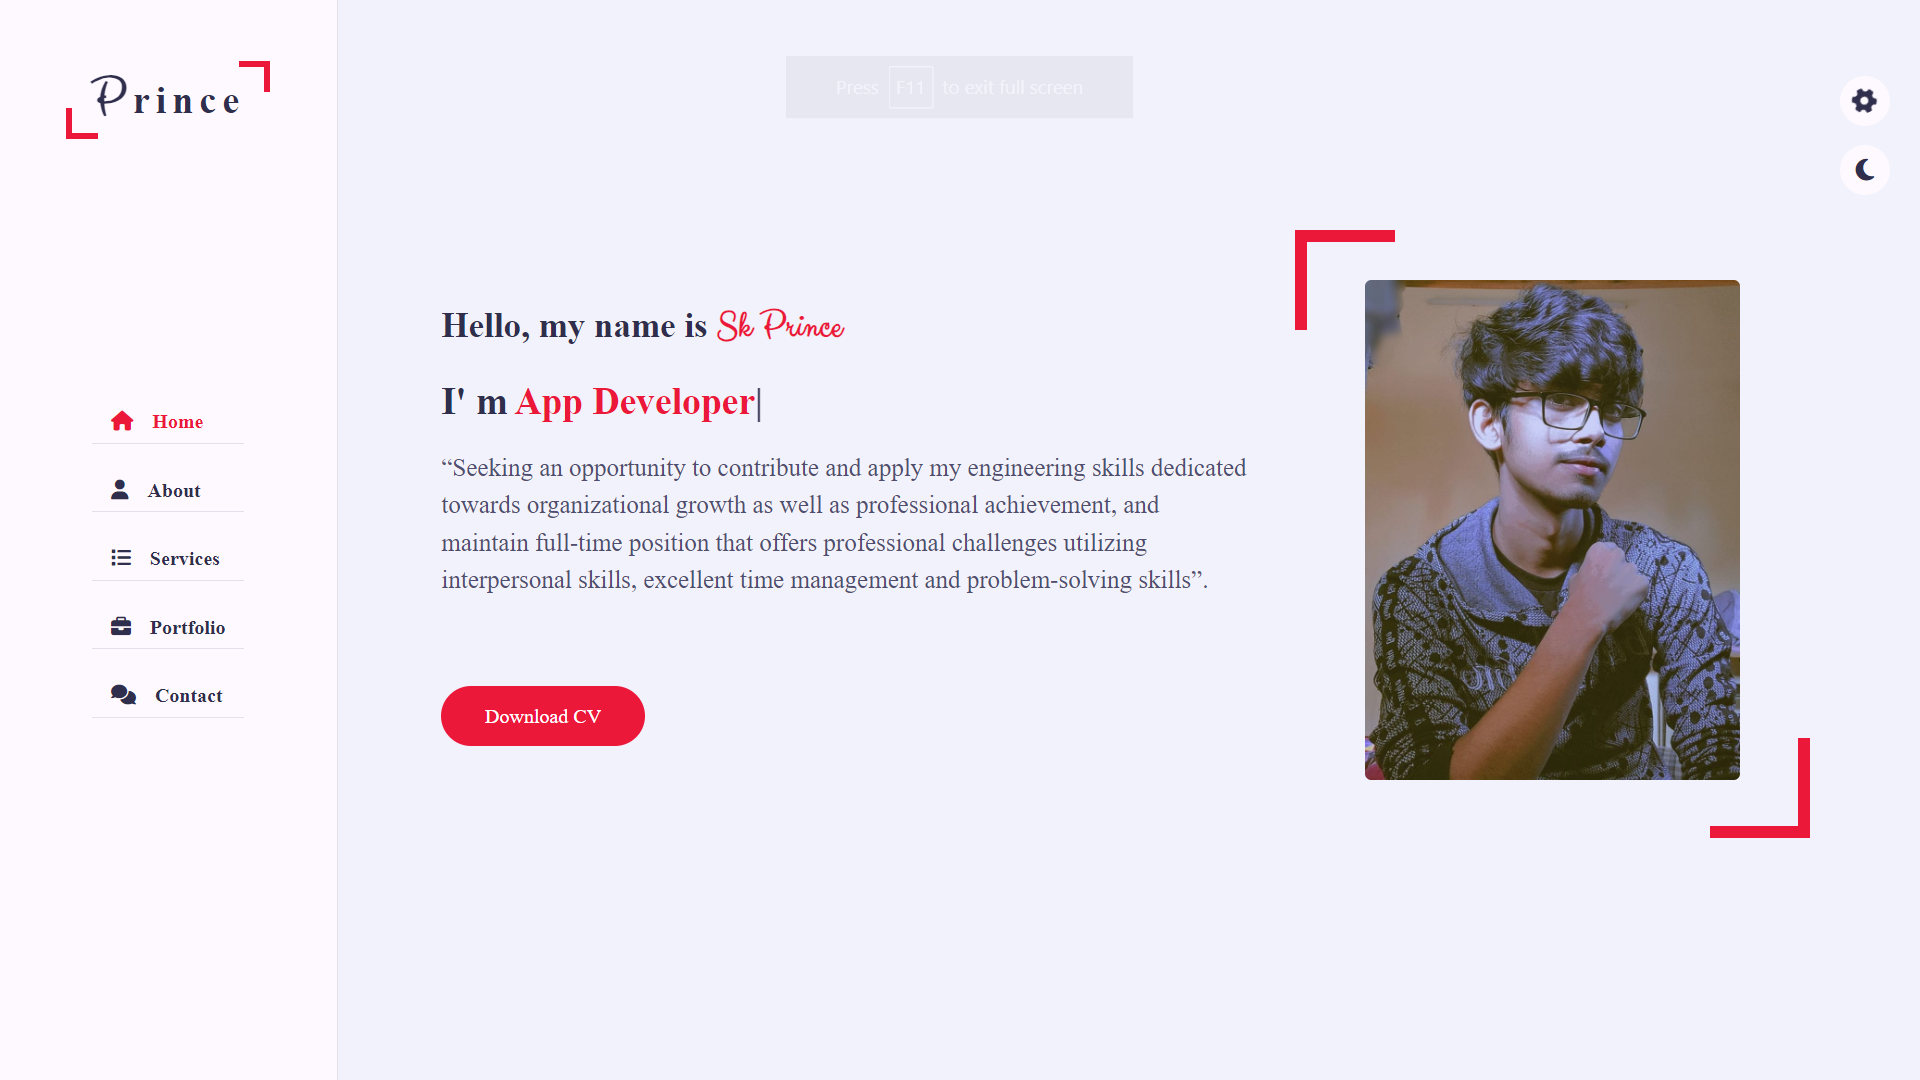 Prince
Press F11 to exit full screen
Hello, my name is Sk Prince
I' m App Developer|
“Seeking an opportunity to contribute and apply my engineering skills dedicated
towards organizational growth as well as professional achievement, and
maintain full-time position that offers professional challenges utilizing
interpersonal skills, excellent time management and problem-solving skills”.
Download CV
Home
About
Services
Portfolio
Contact